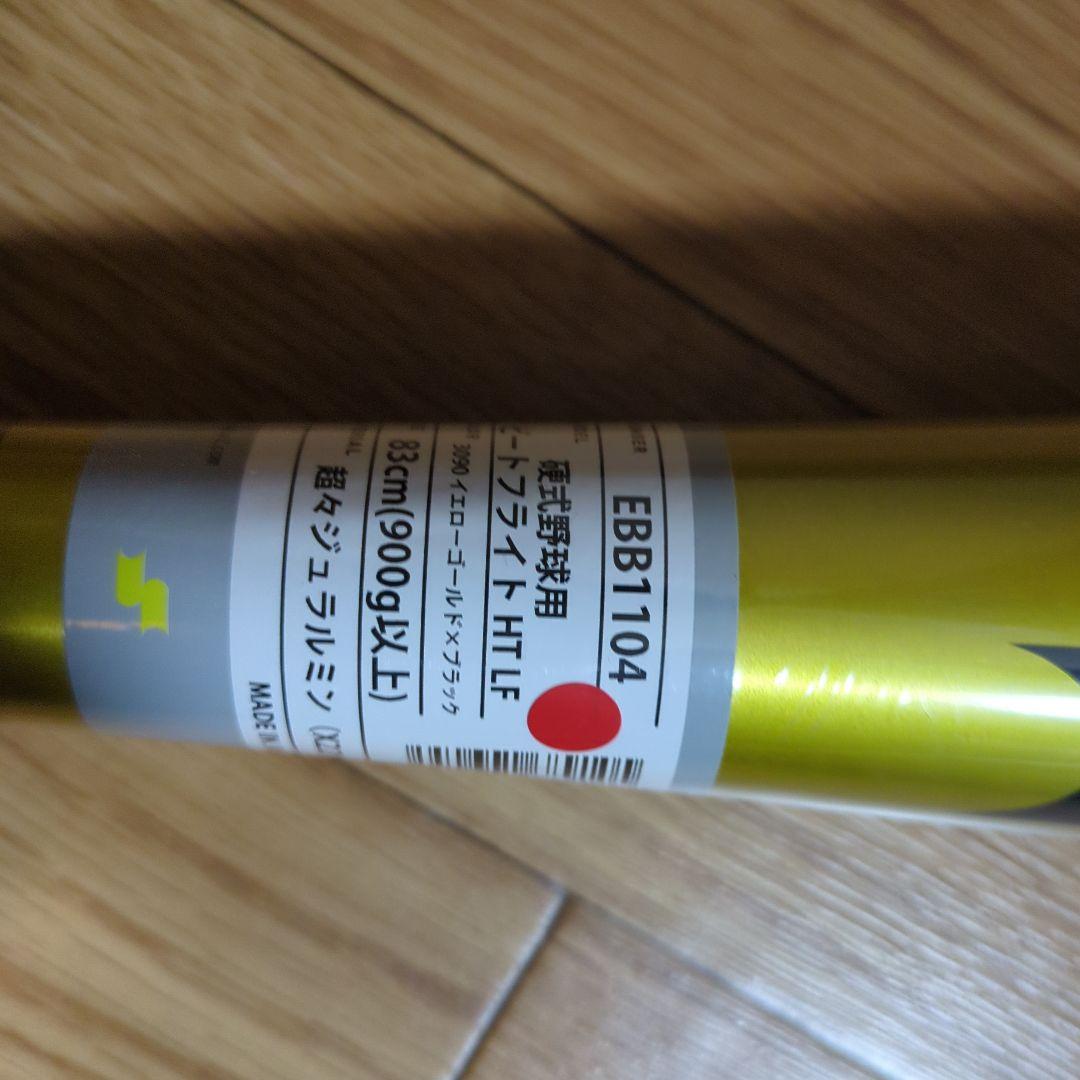 EBB1104
硬式野球用
ートフライト HT LF
3090 イエローゴールド×ブラック
83cm(900g以上)
超々ジュラルミン
MADE